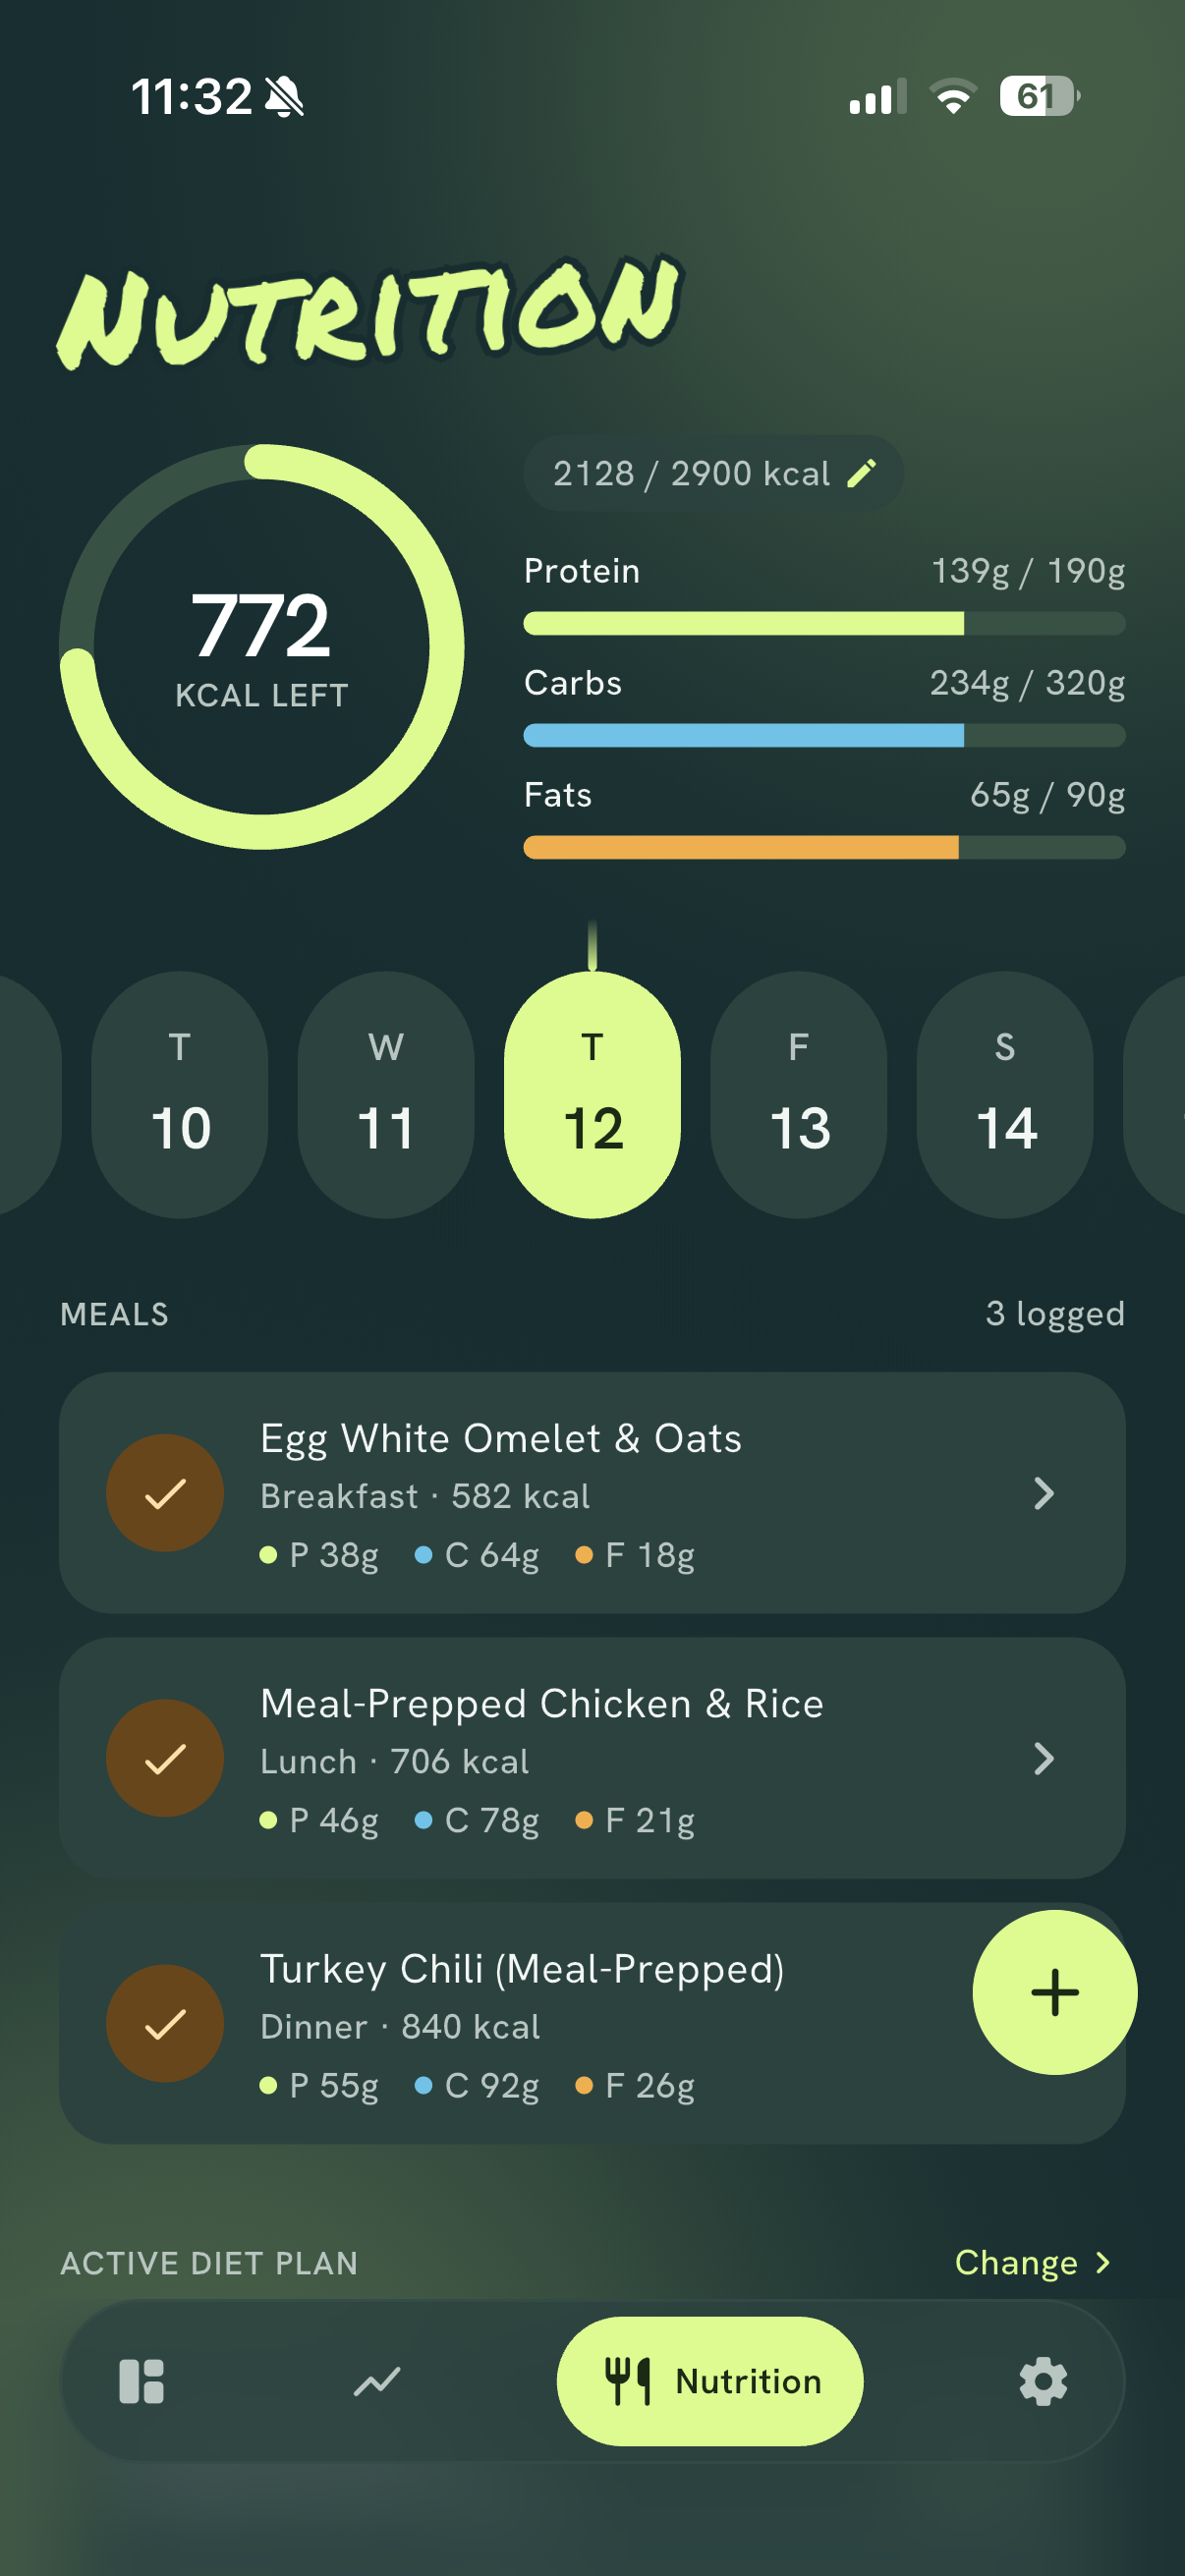 11:32
61
NUTRITION
2128 / 2900 kcal
772
KCAL LEFT
Protein 139g / 190g
Carbs 234g / 320g
Fats 65g / 90g
T W T F S
10 11 12 13 14
MEALS 3 logged
Egg White Omelet & Oats
Breakfast · 582 kcal
P 38g C 64g F 18g
Meal-Prepped Chicken & Rice
Lunch · 706 kcal
P 46g C 78g F 21g
Turkey Chili (Meal-Prepped)
Dinner · 840 kcal
P 55g C 92g F 26g
ACTIVE DIET PLAN Change
Nutrition